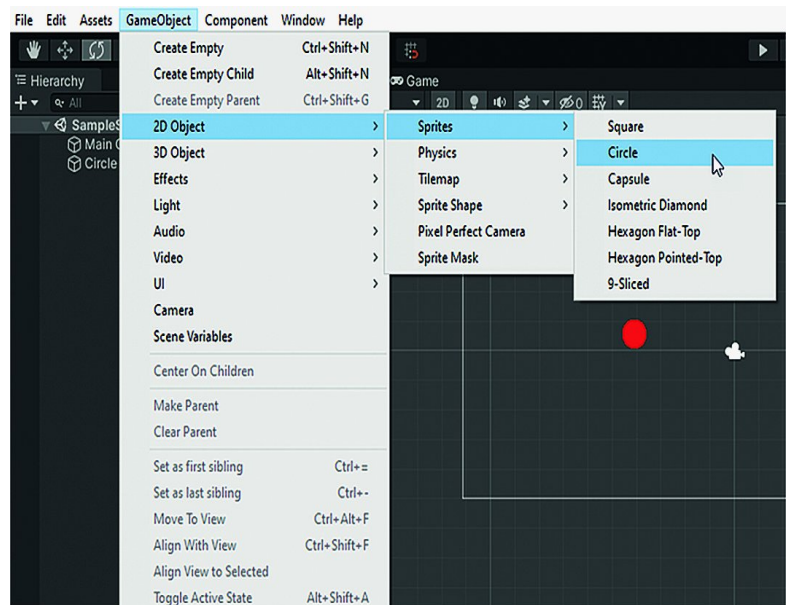 File Edit Assets GameObject Component Window Help
Hierarchy
All
SampleS
Main C
Circle
Game
2D
0
Create Empty Ctrl+Shift+N
Create Empty Child Alt+Shift+N
Create Empty Parent Ctrl+Shift+G
2D Object >
3D Object >
Effects >
Light >
Audio >
Video >
UI >
Camera
Scene Variables
Center On Children
Make Parent
Clear Parent
Set as first sibling Ctrl+=
Set as last sibling Ctrl+-
Move To View Ctrl+Alt+F
Align With View Ctrl+Shift+F
Align View to Selected
Toggle Active State Alt+Shift+A
Sprites >
Physics >
Tilemap >
Sprite Shape >
Pixel Perfect Camera
Sprite Mask
Square
Circle
Capsule
Isometric Diamond
Hexagon Flat-Top
Hexagon Pointed-Top
9-Sliced